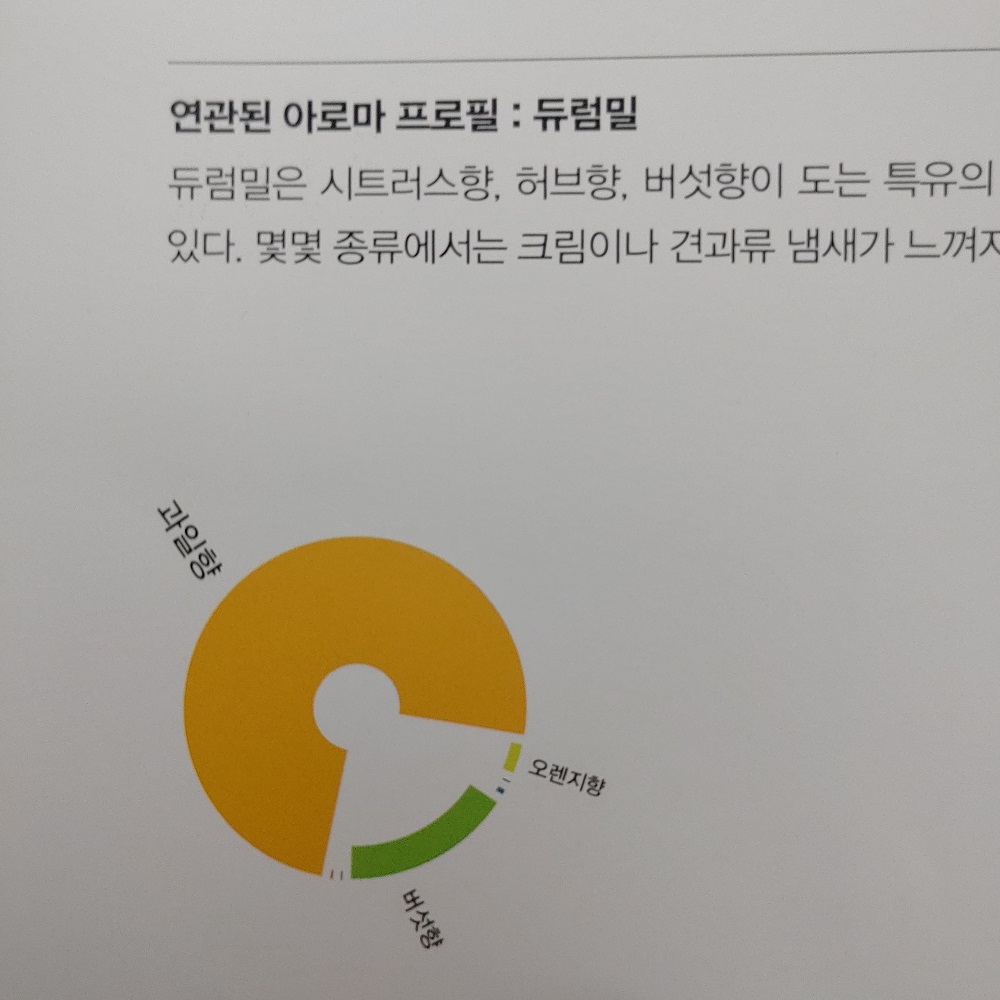 연관된 아로마 프로필 : 듀럼밀
듀럼밀은 시트러스향, 허브향, 버섯향이 도는 특유의
있다. 몇몇 종류에서는 크림이나 견과류 냄새가 느껴지
과일향
오렌지향
버섯향